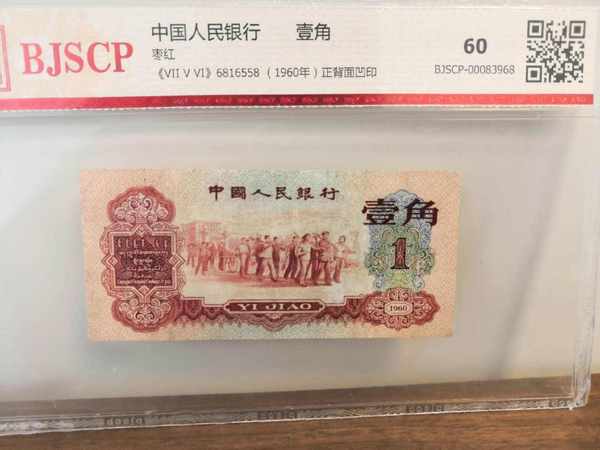 BJSCP
中国人民银行 壹角
枣红
《VII V VI》6816558 (1960年) 正背面凹印
60
BJSCP-00083968
中國人民銀行
壹角
1
YI JIAO
1960